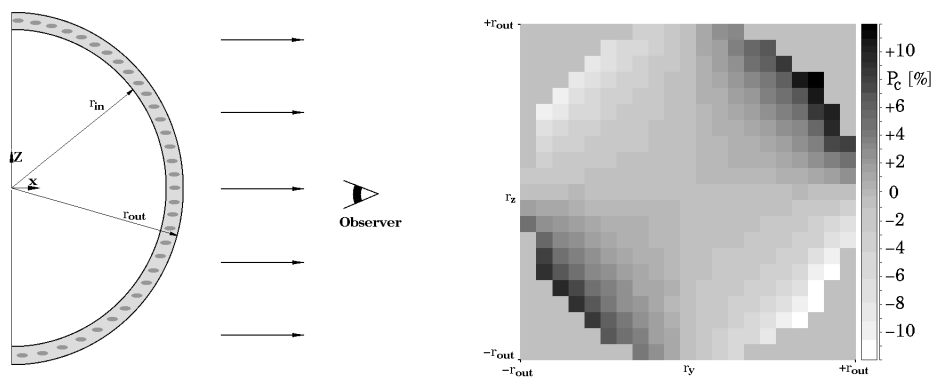 r_in
Z
x
r_out
Observer
+r_out
r_z
-r_out
-r_out
r_y
+r_out
+10
P_c [%]
+6
+4
+2
0
-2
-4
-6
-8
-10